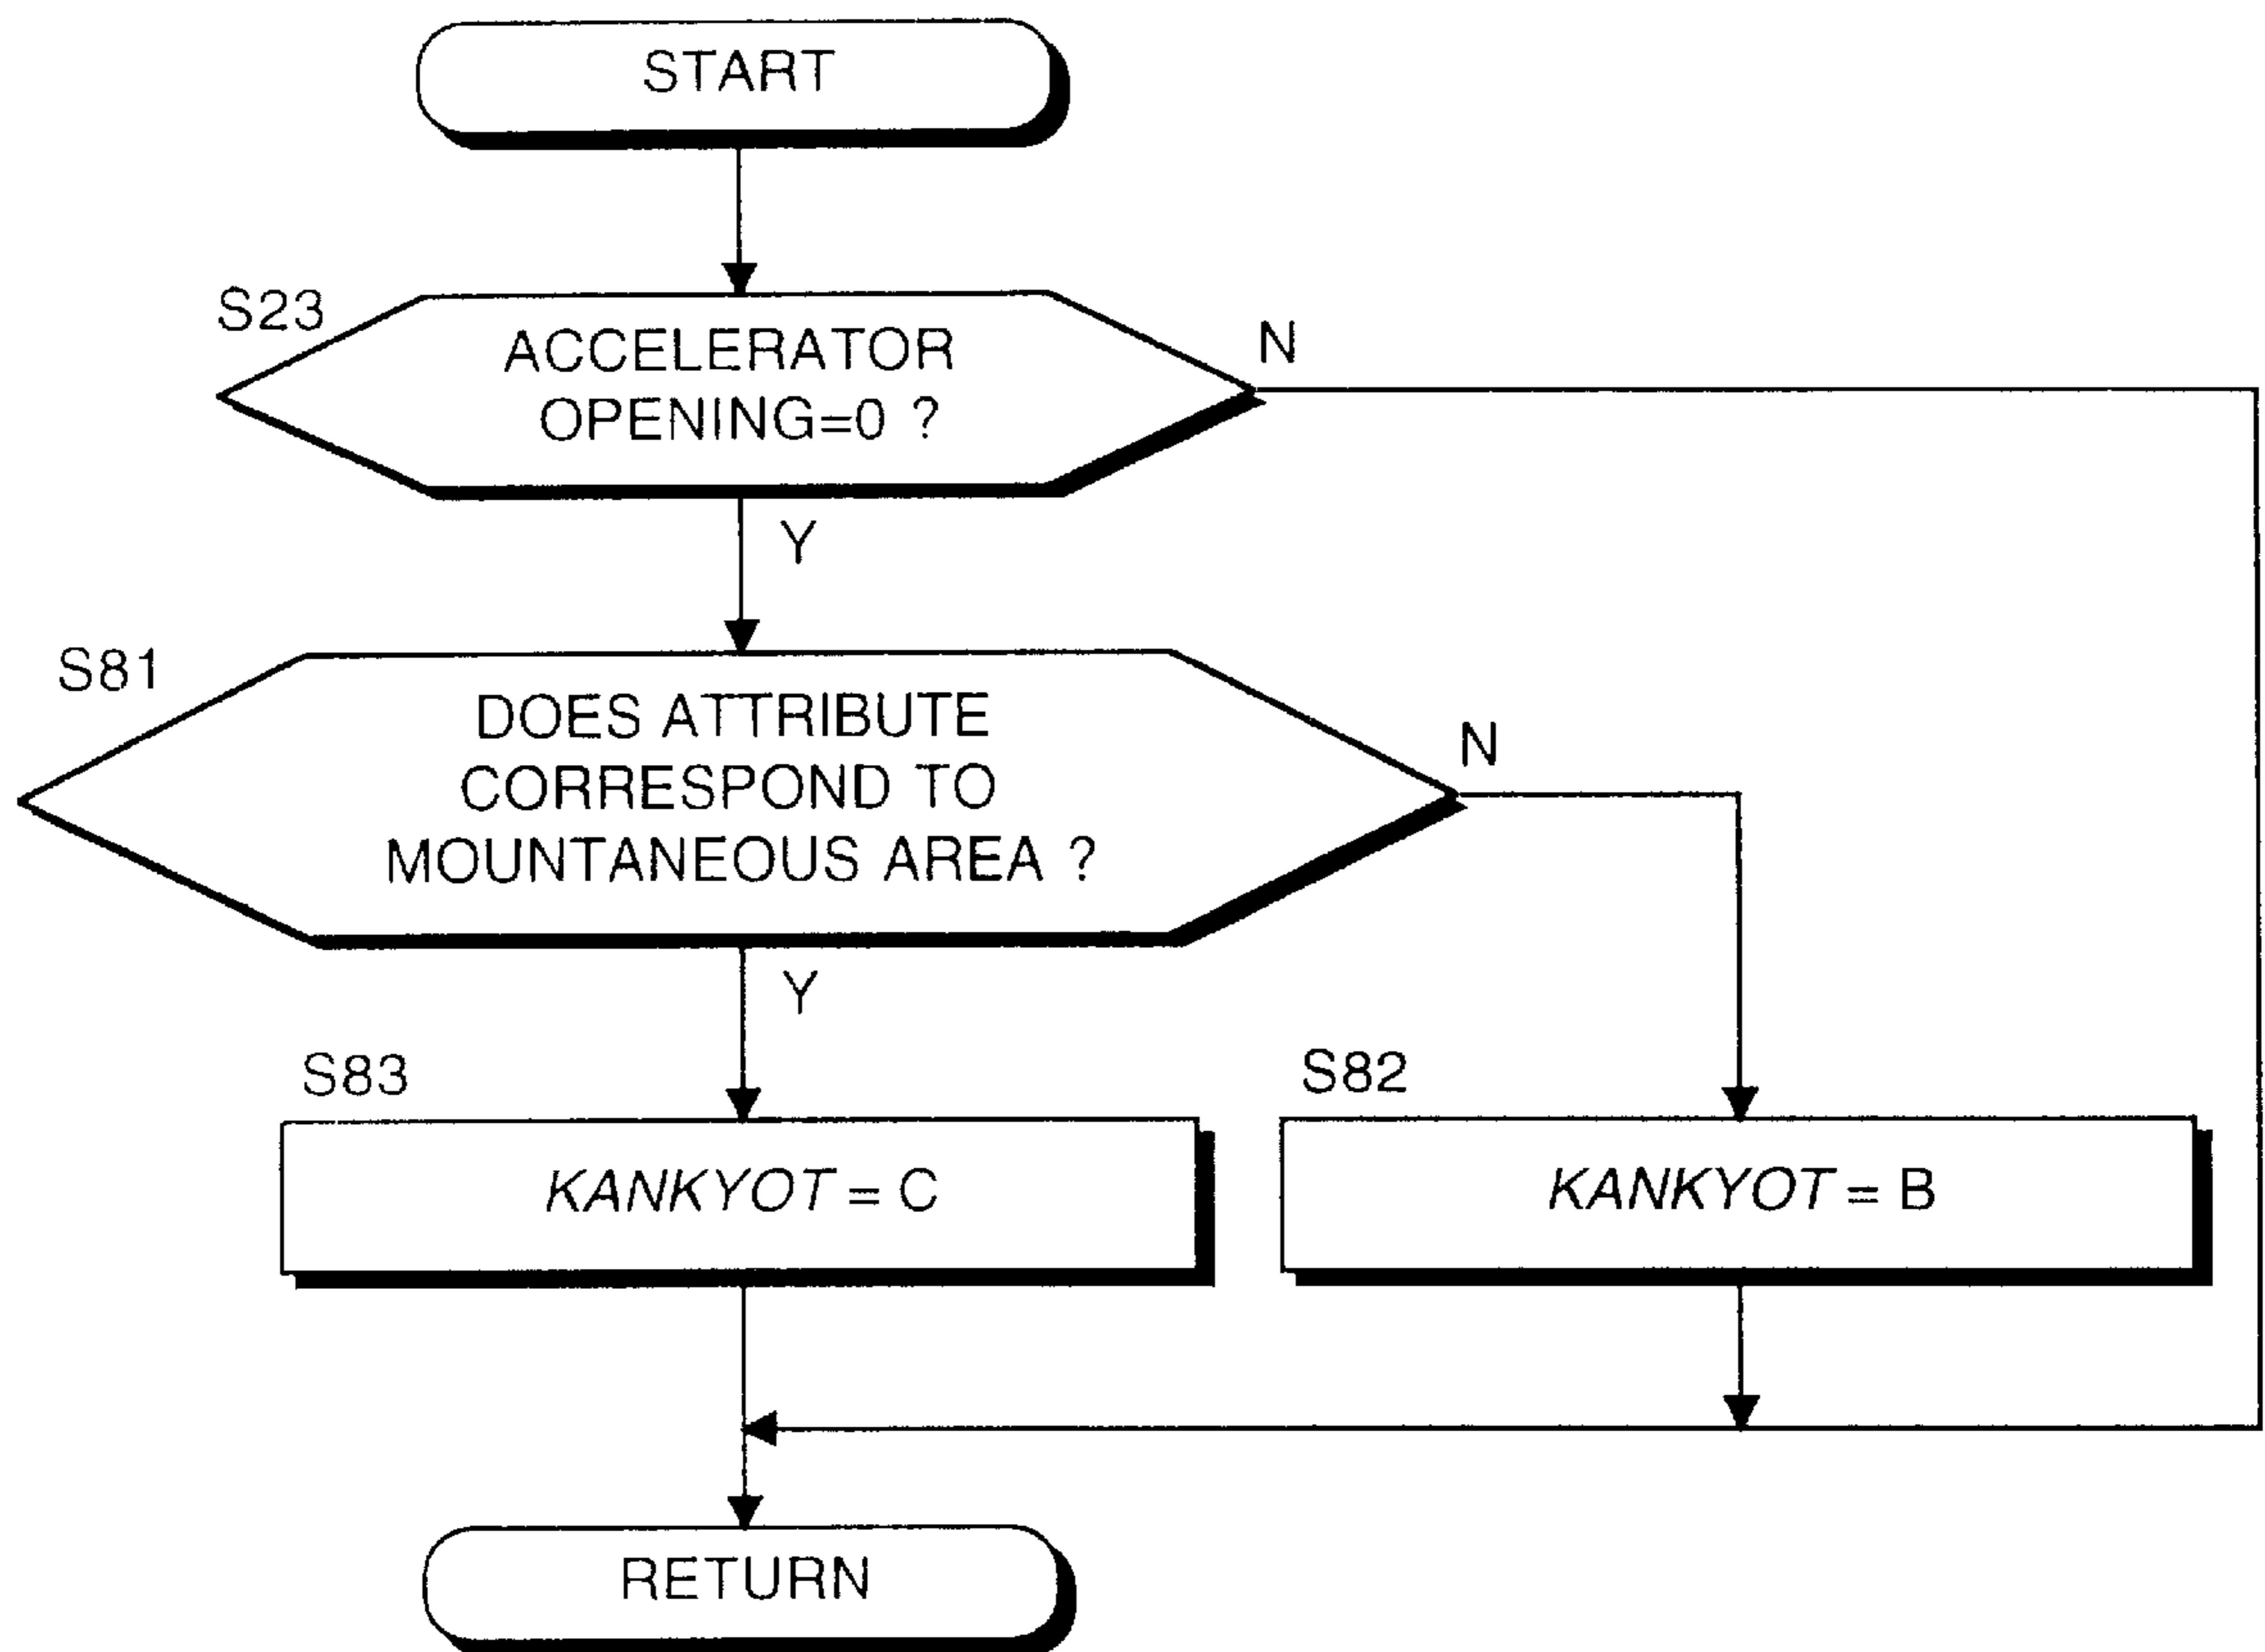 START
S23
ACCELERATOR
OPENING=0 ?
N
Y
S81
DOES ATTRIBUTE
CORRESPOND TO
MOUNTANEOUS AREA ?
N
Y
S83
KANKYOT = C
S82
KANKYOT = B
RETURN